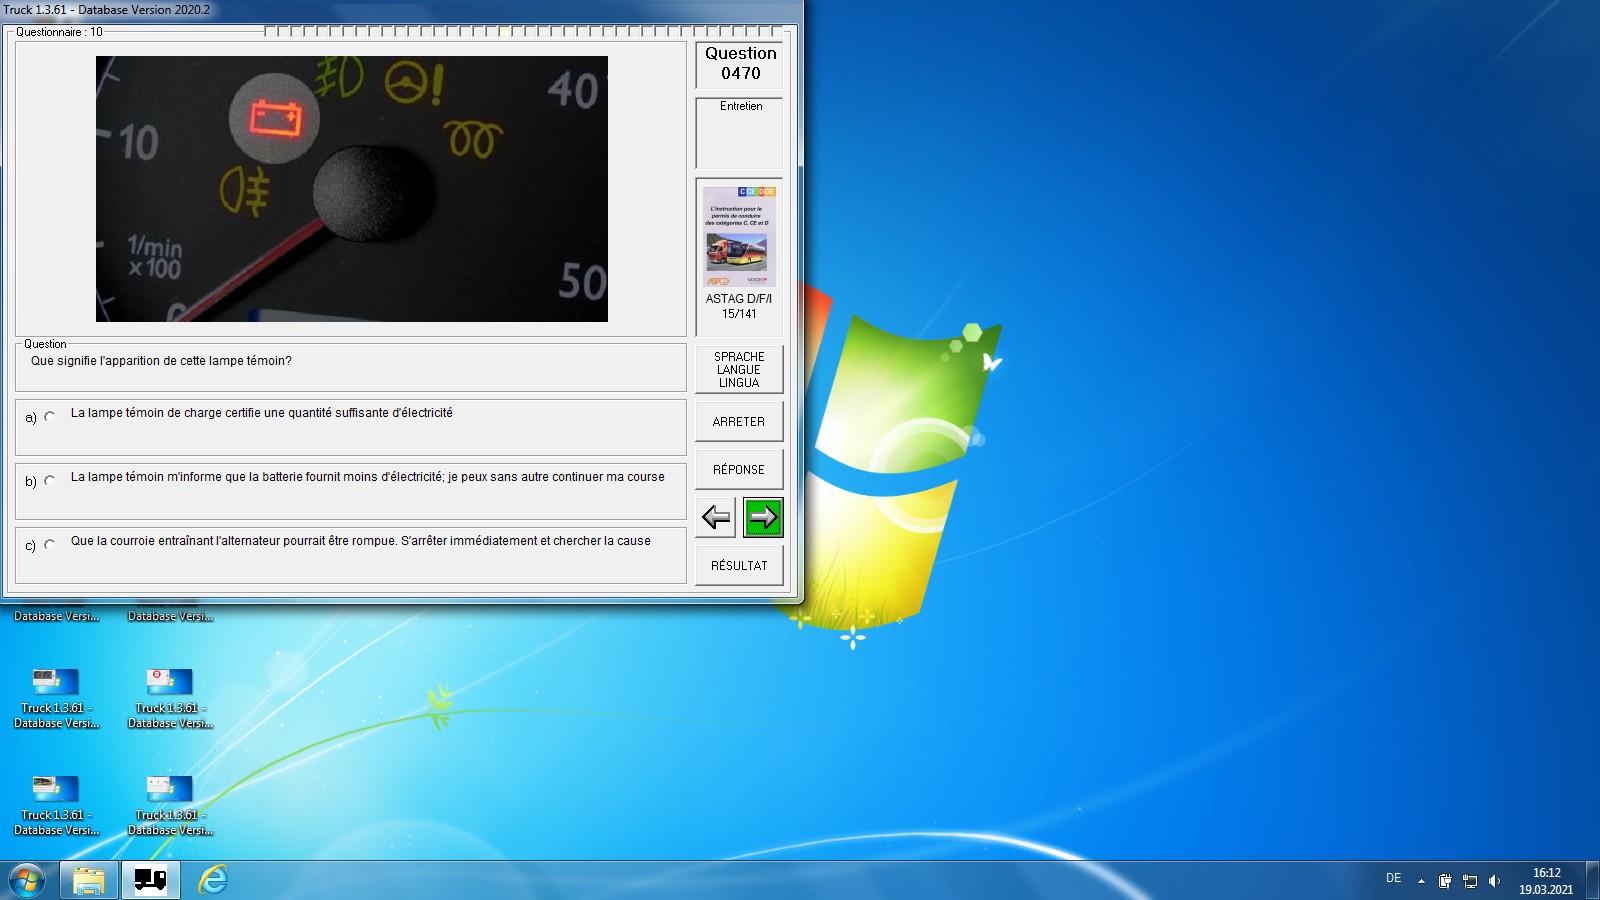 Truck 1.3.61 - Database Version 2020.2
Questionnaire : 10
40
10
1/min
x100
0
50
Question
0470
Entretien
C CE D DE
L'instruction pour le
permis de conduire
des catégories C, CE et D
ASTAG D/F/I
15/141
Question
Que signifie l'apparition de cette lampe témoin?
a) La lampe témoin de charge certifie une quantité suffisante d'électricité
b) La lampe témoin m'informe que la batterie fournit moins d'électricité; je peux sans autre continuer ma course
c) Que la courroie entraînant l'alternateur pourrait être rompue. S'arrêter immédiatement et chercher la cause
SPRACHE
LANGUE
LINGUA
ARRETER
RÉPONSE
RÉSULTAT
Database Versi...
Database Versi...
Truck 1.3.61 -
Database Versi...
Truck 1.3.61 -
Database Versi...
Truck 1.3.61 -
Database Versi...
Truck 1.3.61 -
Database Versi...
DE
16:12
19.03.2021